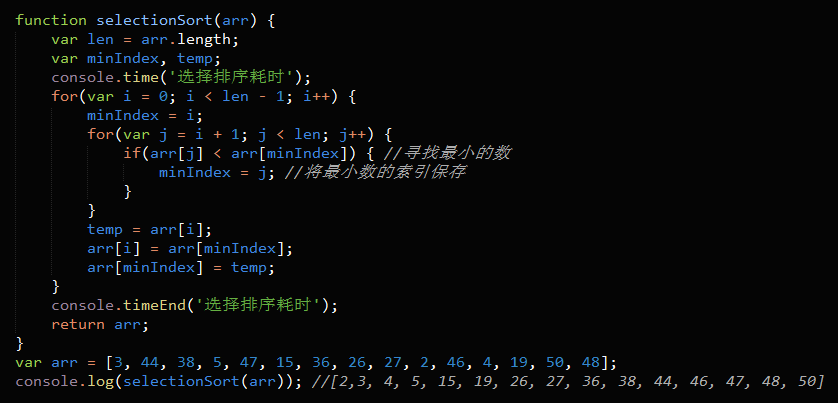 function selectionSort(arr) {
    var len = arr.length;
    var minIndex, temp;
    console.time('选择排序耗时');
    for(var i = 0; i < len - 1; i++) {
        minIndex = i;
        for(var j = i + 1; j < len; j++) {
            if(arr[j] < arr[minIndex]) { //寻找最小的数
                minIndex = j; //将最小数的索引保存
            }
        }
        temp = arr[i];
        arr[i] = arr[minIndex];
        arr[minIndex] = temp;
    }
    console.timeEnd('选择排序耗时');
    return arr;
}
var arr = [3, 44, 38, 5, 47, 15, 36, 26, 27, 2, 46, 4, 19, 50, 48];
console.log(selectionSort(arr)); //[2,3, 4, 5, 15, 19, 26, 27, 36, 38, 44, 46, 47, 48, 50]